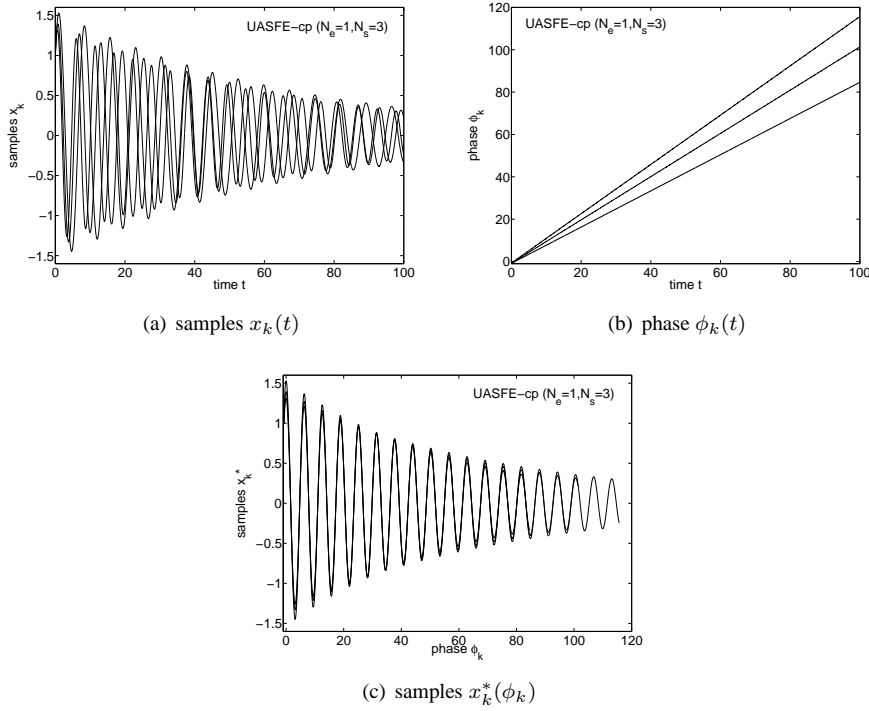 1.5
1
0.5
0
−0.5
−1
−1.5
samples x_k
UASFE−cp (N_e=1,N_s=3)
0 20 40 60 80 100
time t
(a) samples x_k(t)
120
100
80
60
40
20
0
phase ϕ_k
UASFE−cp (N_e=1,N_s=3)
0 20 40 60 80 100
time t
(b) phase ϕ_k(t)
1.5
1
0.5
0
−0.5
−1
−1.5
samples x_k*
UASFE−cp (N_e=1,N_s=3)
0 20 40 60 80 100 120
phase ϕ_k
(c) samples x_k^*(ϕ_k)